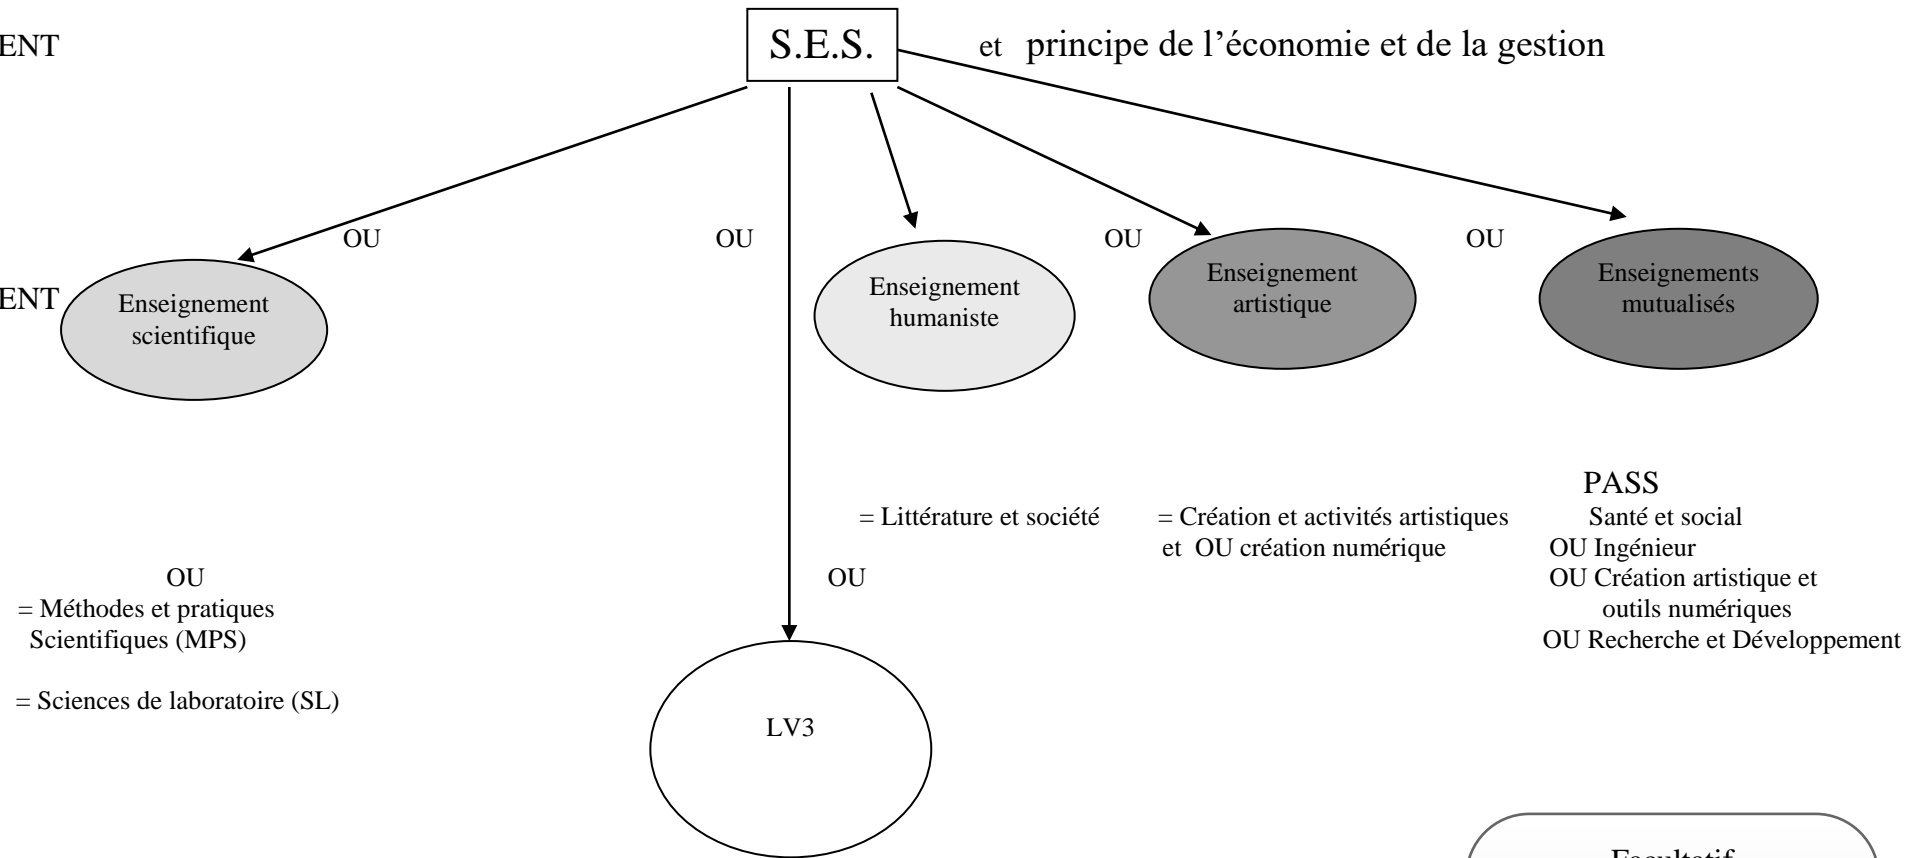 ENT
S.E.S.
et principe de l’économie et de la gestion
OU
OU
OU
OU
ENT
Enseignement
scientifique
Enseignement
humaniste
Enseignement
artistique
Enseignements
mutualisés
= Littérature et société
= Création et activités artistiques
et OU création numérique
PASS
Santé et social
OU Ingénieur
OU Création artistique et
outils numériques
OU Recherche et Développement
OU
= Méthodes et pratiques
Scientifiques (MPS)
= Sciences de laboratoire (SL)
OU
LV3
Facultatif